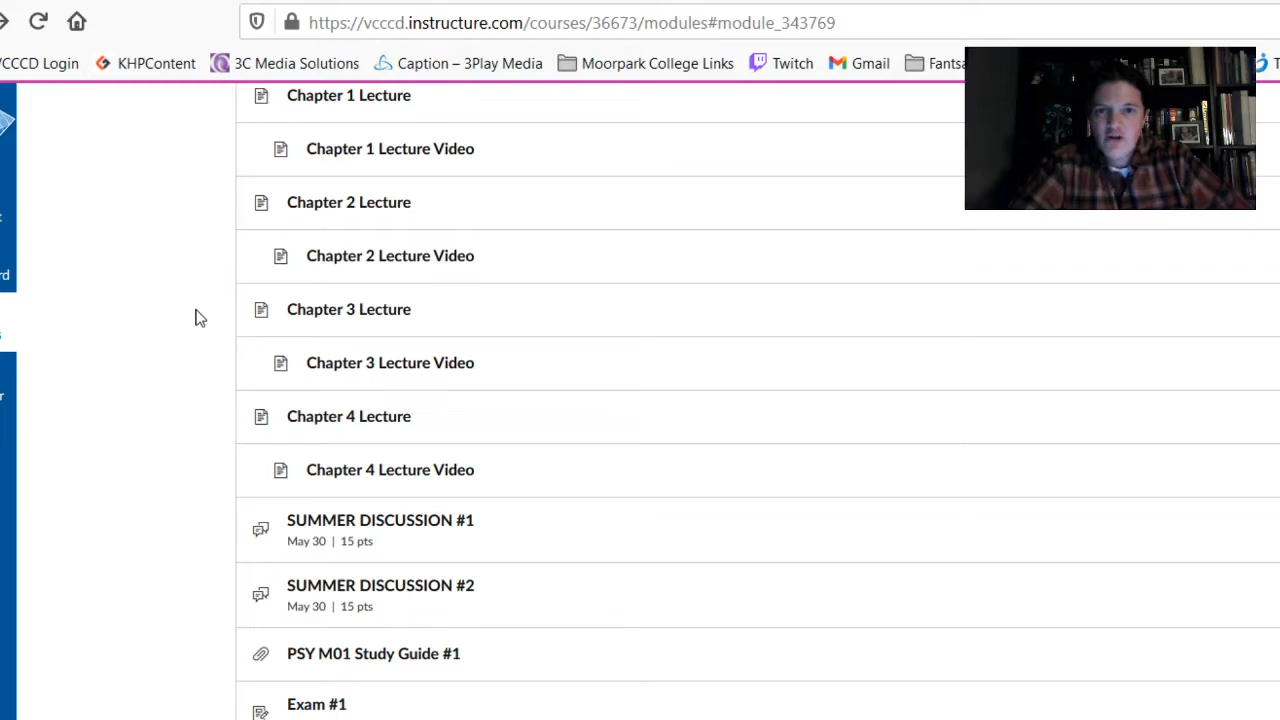 https://vcccd.instructure.com/courses/36673/modules#module_343769
VCCCD Login KHPContent 3C Media Solutions Caption – 3Play Media Moorpark College Links Twitch Gmail Fantsa
Chapter 1 Lecture
Chapter 1 Lecture Video
Chapter 2 Lecture
Chapter 2 Lecture Video
rd
Chapter 3 Lecture
Chapter 3 Lecture Video
Chapter 4 Lecture
Chapter 4 Lecture Video
SUMMER DISCUSSION #1
May 30 | 15 pts
SUMMER DISCUSSION #2
May 30 | 15 pts
PSY M01 Study Guide #1
Exam #1